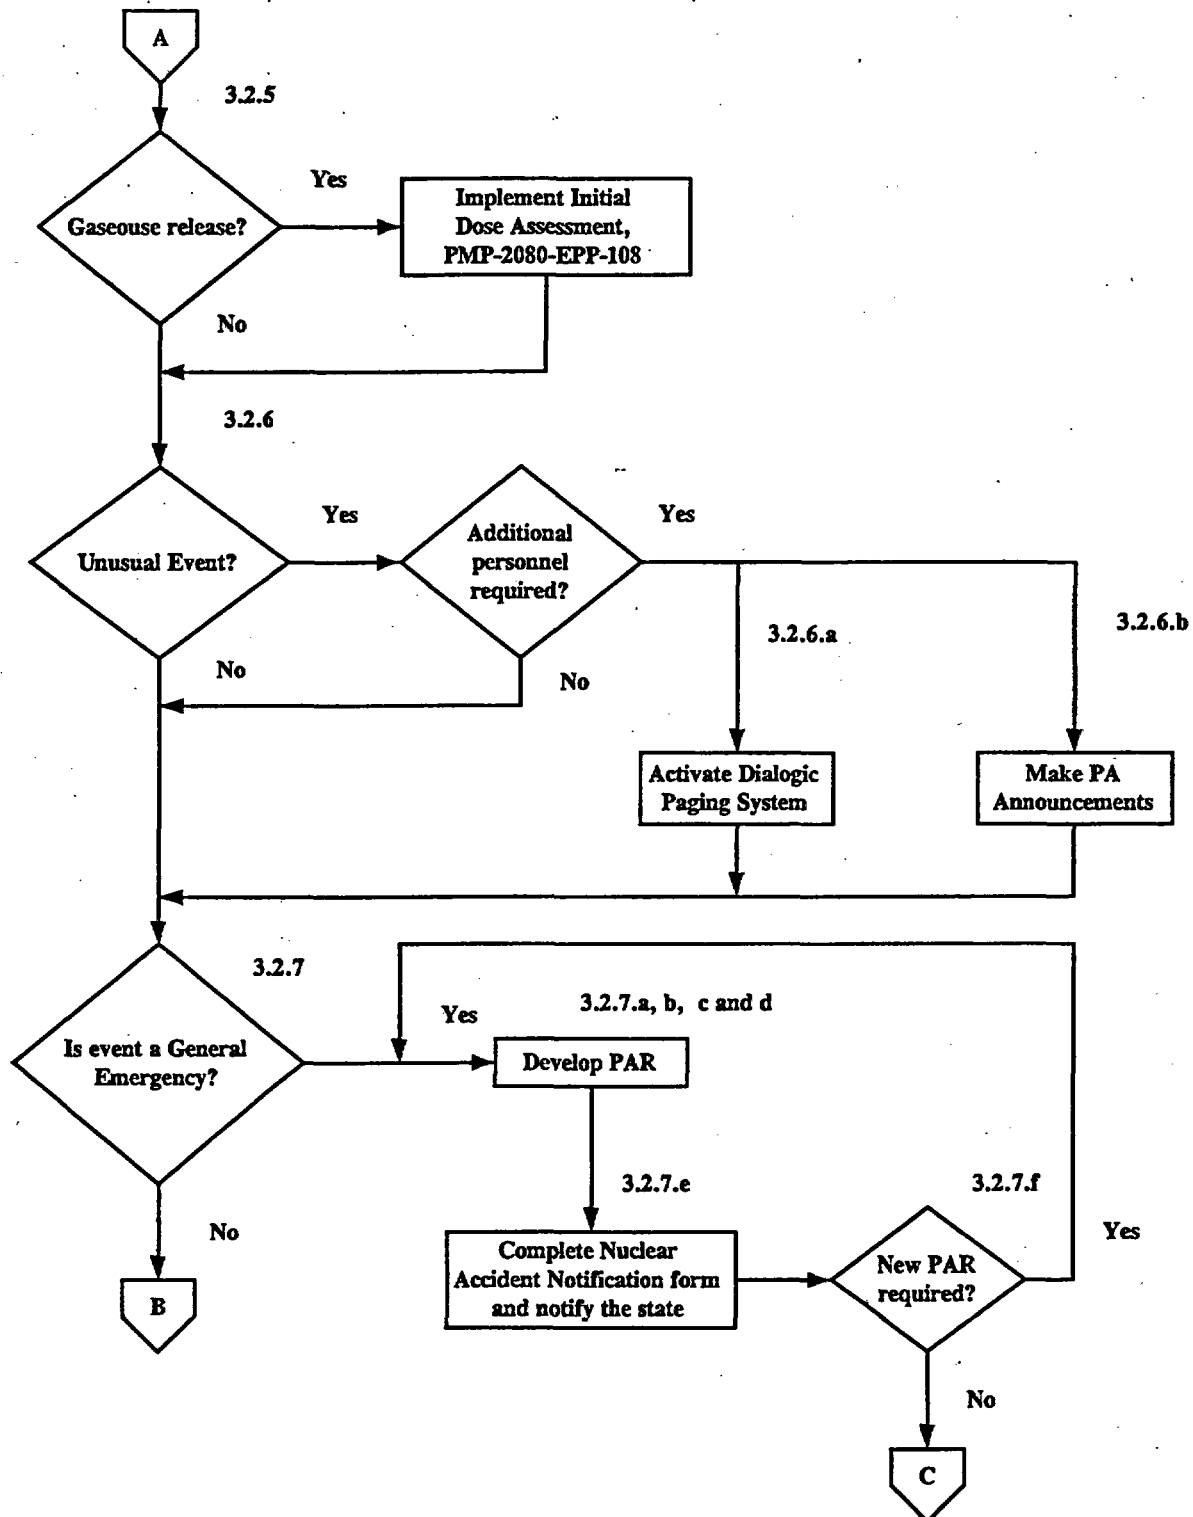 A
3.2.5
Yes
Gaseouse release?
Implement Initial
Dose Assessment,
PMP-2080-EPP-108
No
3.2.6
Yes
Yes
Unusual Event?
Additional
personnel
required?
3.2.6.a
3.2.6.b
No
No
Activate Dialogic
Paging System
Make PA
Announcements
3.2.7
Yes
3.2.7.a, b, c and d
Is event a General
Emergency?
Develop PAR
3.2.7.e
3.2.7.f
No
Yes
Complete Nuclear
Accident Notification form
and notify the state
New PAR
required?
B
No
C